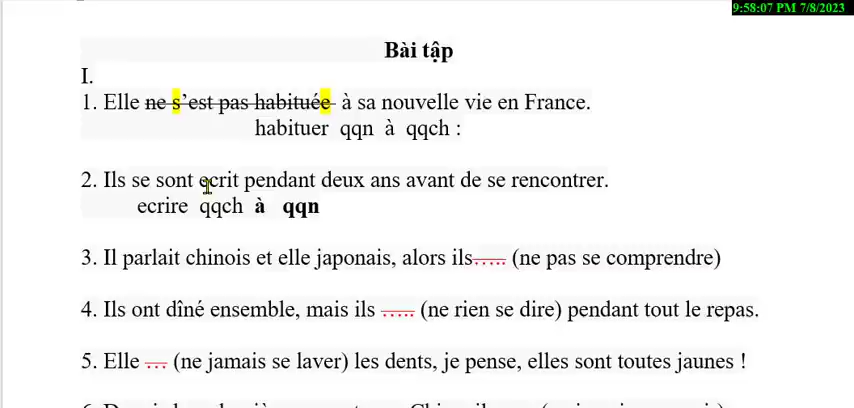 9:58:07 PM 7/8/2023
Bài tập
I.
1. Elle ne s’est pas habituée à sa nouvelle vie en France.
habituer qqn à qqch :
2. Ils se sont ecrit pendant deux ans avant de se rencontrer.
ecrire qqch à qqn
3. Il parlait chinois et elle japonais, alors ils..... (ne pas se comprendre)
4. Ils ont dîné ensemble, mais ils ..... (ne rien se dire) pendant tout le repas.
5. Elle ... (ne jamais se laver) les dents, je pense, elles sont toutes jaunes !